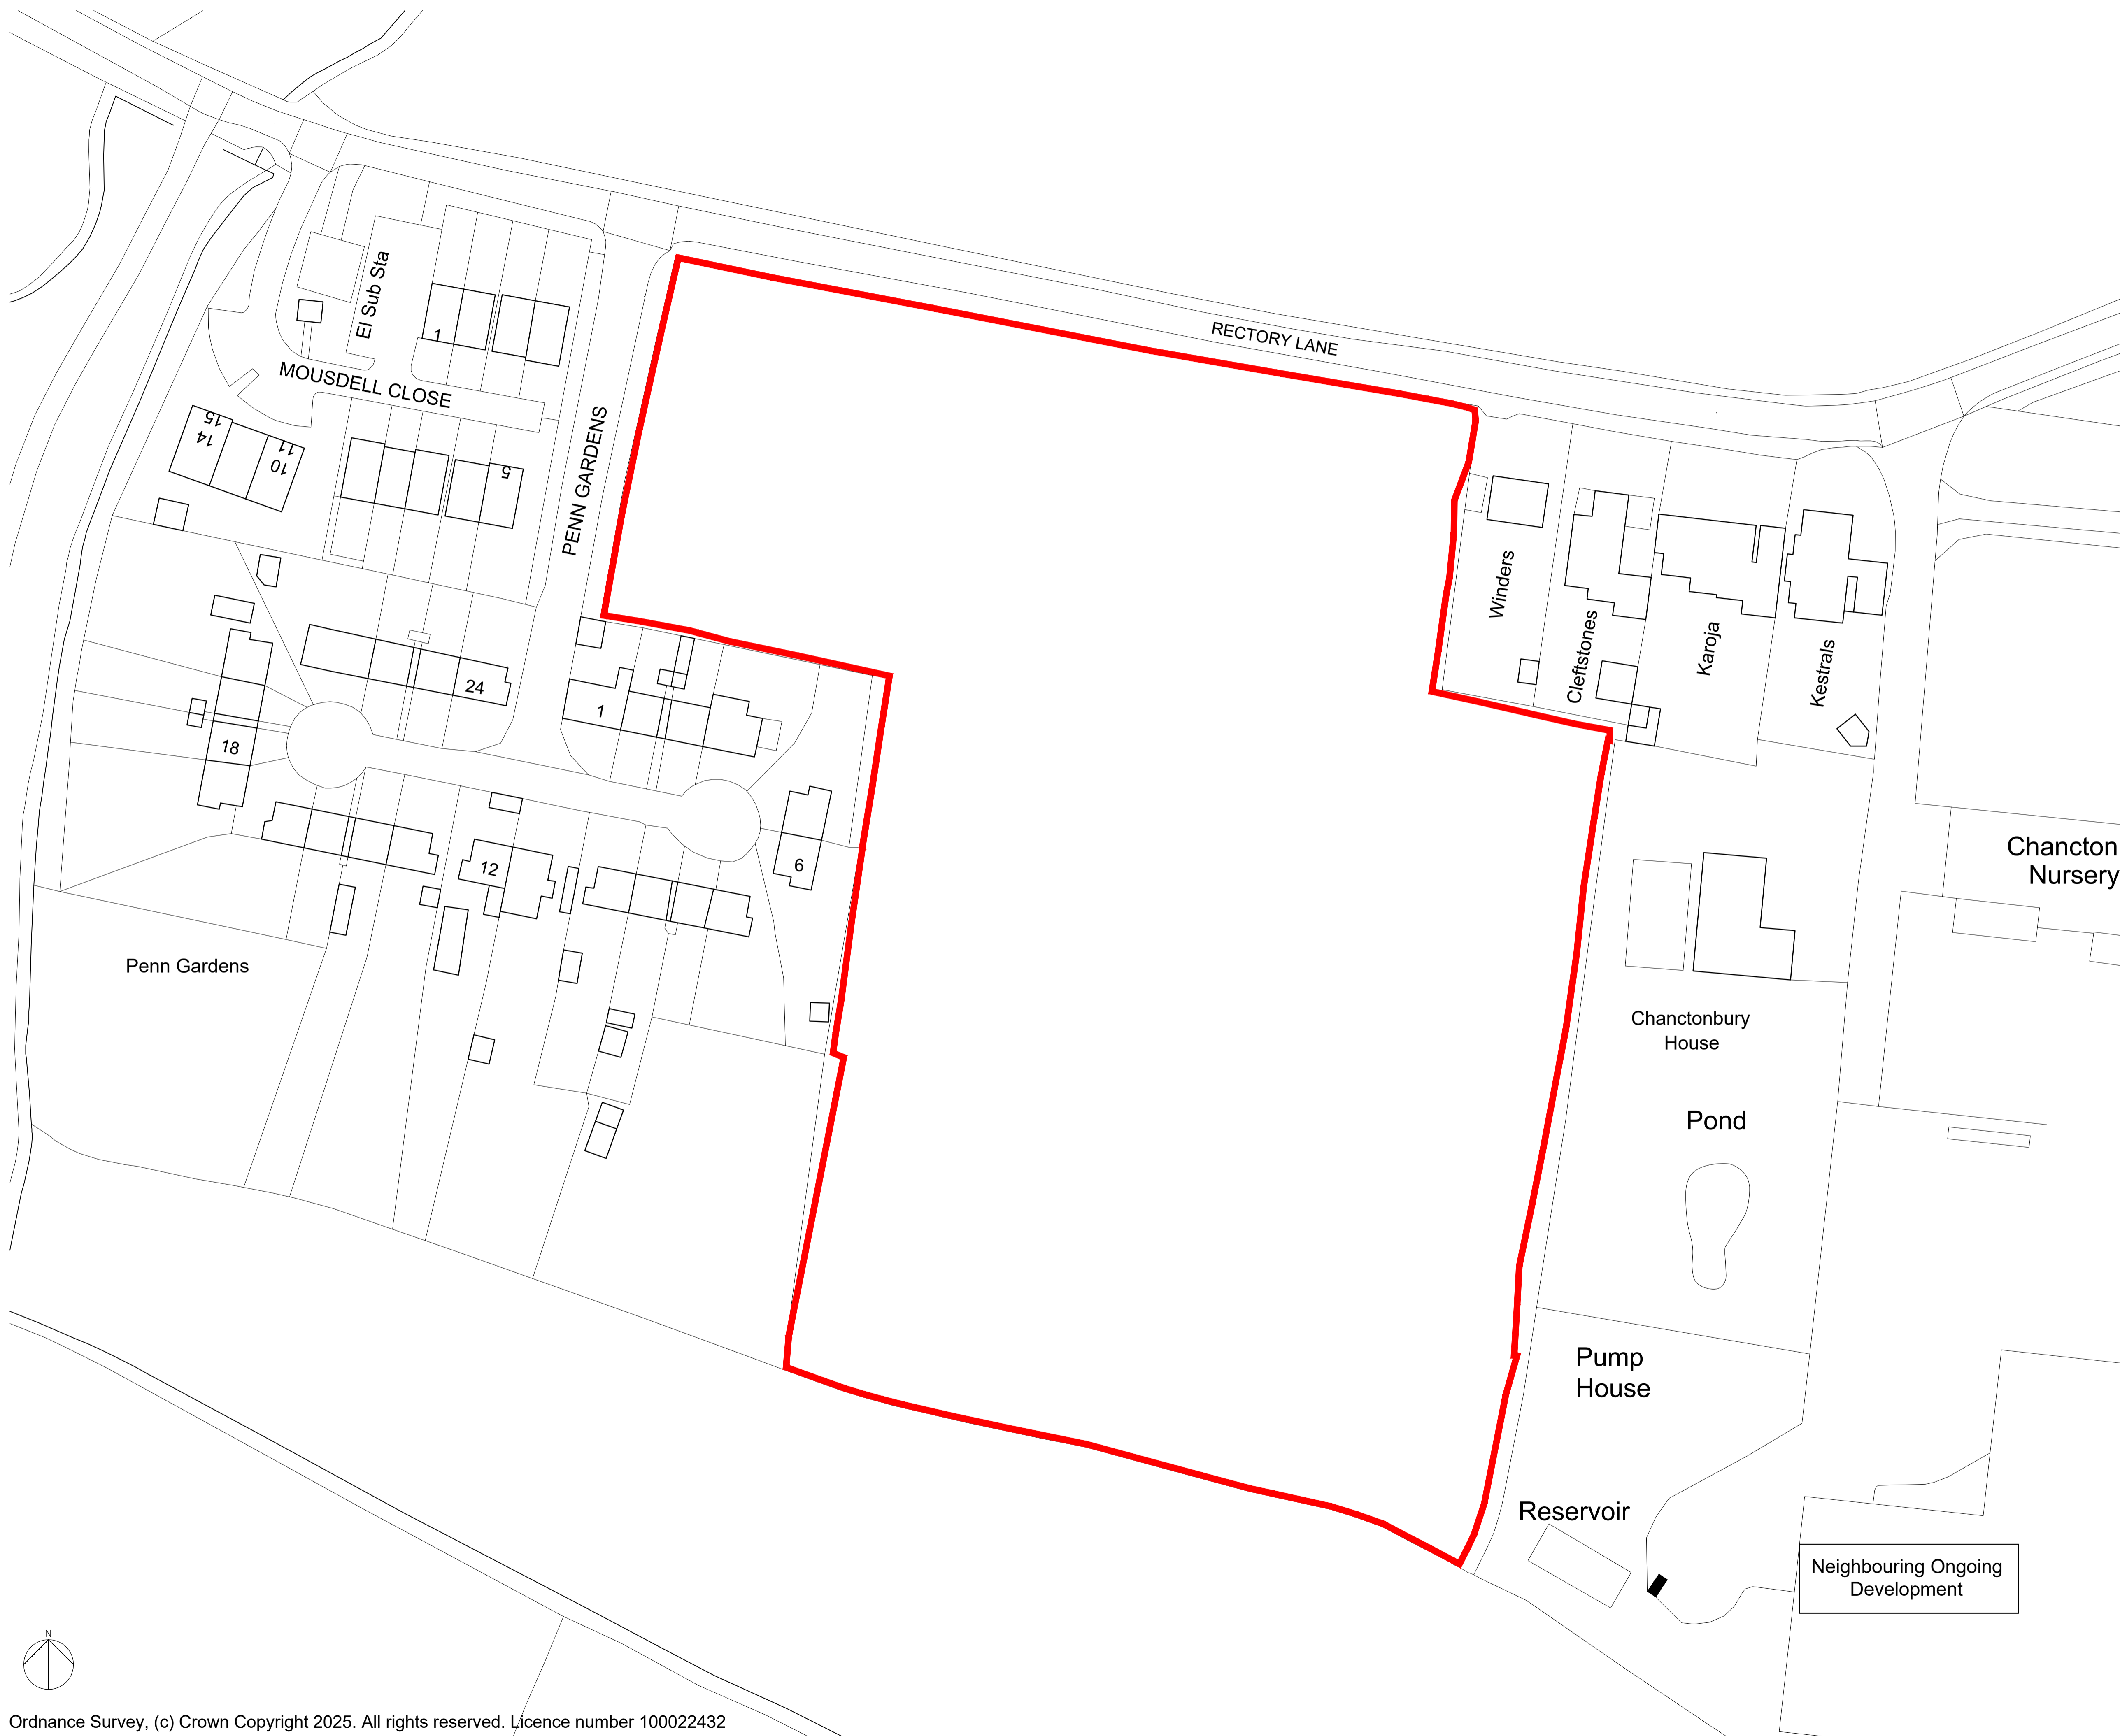 RECTORY LANE
El Sub Sta
1
MOUSDELL CLOSE
PENN GARDENS
15
14
11
10
5
Winders
Cleftstones
Karoja
Kestrals
24
1
18
12
6
Chancton
Nursery
Penn Gardens
Chanctonbury
House
Pond
Pump
House
Reservoir
Neighbouring Ongoing
Development
N
Ordnance Survey, (c) Crown Copyright 2025. All rights reserved. Licence number 100022432